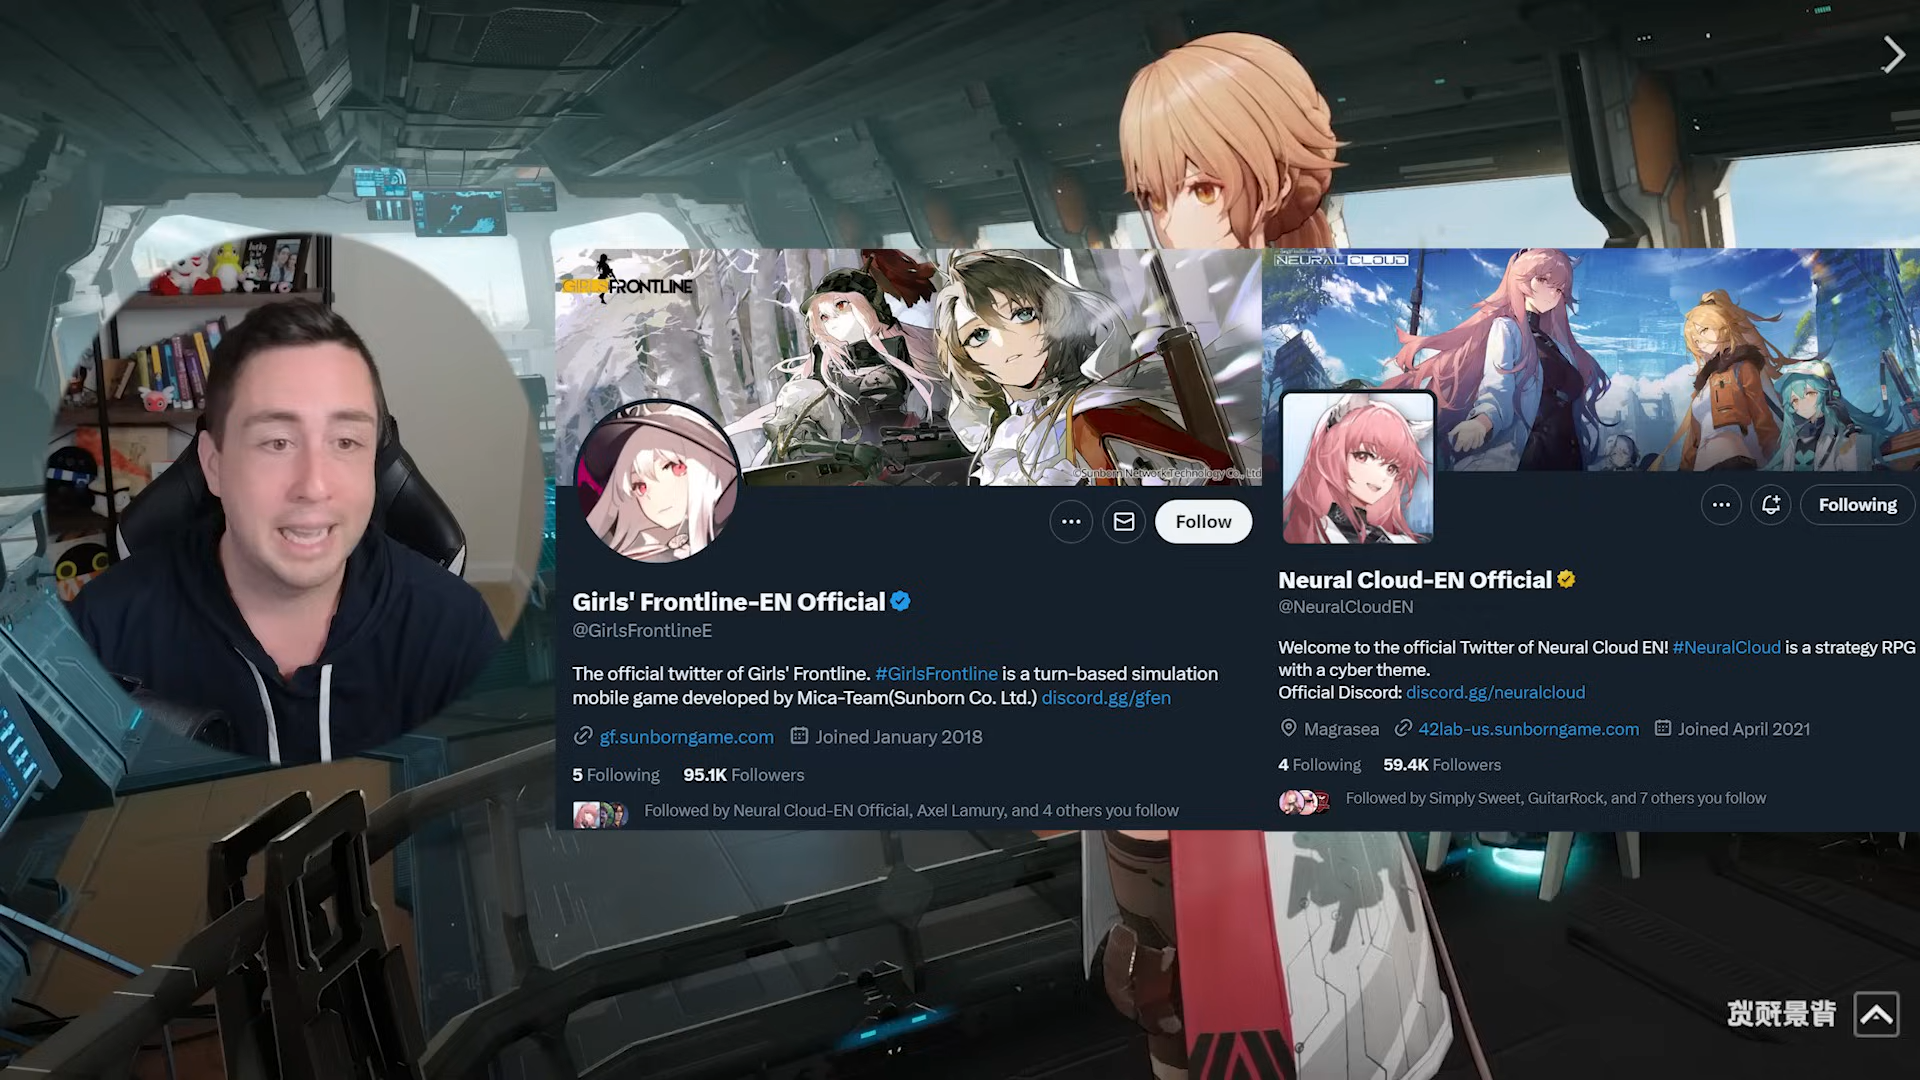 GIRLS' FRONTLINE
©Sunborn Network Technology Co., Ltd
Follow
Girls' Frontline-EN Official
@GirlsFrontlineE
The official twitter of Girls' Frontline. #GirlsFrontline is a turn-based simulation
mobile game developed by Mica-Team(Sunborn Co. Ltd.) discord.gg/gfen
gf.sunborngame.com Joined January 2018
5 Following 95.1K Followers
Followed by Neural Cloud-EN Official, Axel Lamury, and 4 others you follow
NEURAL CLOUD
Following
Neural Cloud-EN Official
@NeuralCloudEN
Welcome to the official Twitter of Neural Cloud EN! #NeuralCloud is a strategy RPG
with a cyber theme.
Official Discord: discord.gg/neuralcloud
Magrasea 42lab-us.sunborngame.com Joined April 2021
4 Following 59.4K Followers
Followed by Simply Sweet, GuitarRock, and 7 others you follow
背景预览